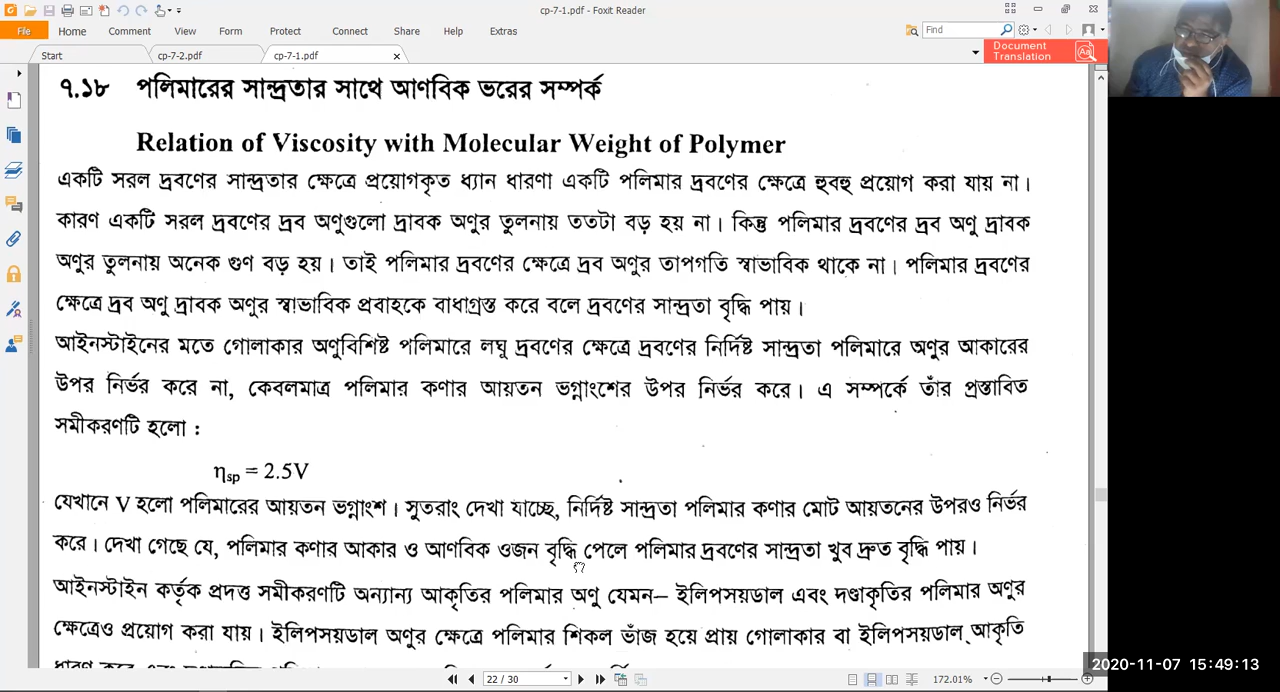 cp-7-1.pdf - Foxit Reader
File Home Comment View Form Protect Connect Share Help Extras
Find
Start cp-7-2.pdf cp-7-1.pdf
Document
Translation
৭.১৮ পলিমারের সান্দ্রতার সাথে আণবিক ভরের সম্পর্ক
Relation of Viscosity with Molecular Weight of Polymer
একটি সরল দ্রবণের সান্দ্রতার ক্ষেত্রে প্রয়োগকৃত ধ্যান ধারণা একটি পলিমার দ্রবণের ক্ষেত্রে হুবহু প্রয়োগ করা যায় না।
কারণ একটি সরল দ্রবণের দ্রব অণুগুলো দ্রাবক অণুর তুলনায় ততটা বড় হয় না। কিন্তু পলিমার দ্রবণের দ্রব অণু দ্রাবক
অণুর তুলনায় অনেক গুণ বড় হয়। তাই পলিমার দ্রবণের ক্ষেত্রে দ্রব অণুর তাপগতি স্বাভাবিক থাকে না। পলিমার দ্রবণের
ক্ষেত্রে দ্রব অণু দ্রাবক অণুর স্বাভাবিক প্রবাহকে বাধাগ্রস্ত করে বলে দ্রবণের সান্দ্রতা বৃদ্ধি পায়।
আইনস্টাইনের মতে গোলাকার অণুবিশিষ্ট পলিমারে লঘু দ্রবণের ক্ষেত্রে দ্রবণের নির্দিষ্ট সান্দ্রতা পলিমারে অণুর আকারের
উপর নির্ভর করে না, কেবলমাত্র পলিমার কণার আয়তন ভগ্নাংশের উপর নির্ভর করে। এ সম্পর্কে তাঁর প্রস্তাবিত
সমীকরণটি হলো :
ηsp = 2.5V
যেখানে V হলো পলিমারের আয়তন ভগ্নাংশ। সুতরাং দেখা যাচ্ছে, নির্দিষ্ট সান্দ্রতা পলিমার কণার মোট আয়তনের উপরও নির্ভর
করে। দেখা গেছে যে, পলিমার কণার আকার ও আণবিক ওজন বৃদ্ধি পেলে পলিমার দ্রবণের সান্দ্রতা খুব দ্রুত বৃদ্ধি পায়।
আইনস্টাইন কর্তৃক প্রদত্ত সমীকরণটি অন্যান্য আকৃতির পলিমার অণু যেমন– ইলিপসয়ডাল এবং দণ্ডাকৃতির পলিমার অণুর
ক্ষেত্রেও প্রয়োগ করা যায়। ইলিপসয়ডাল অণুর ক্ষেত্রে পলিমার শিকল ভাঁজ হয়ে প্রায় গোলাকার বা ইলিপসয়ডাল আকৃতি
2020-11-07 15:49:13
22 / 30
172.01%